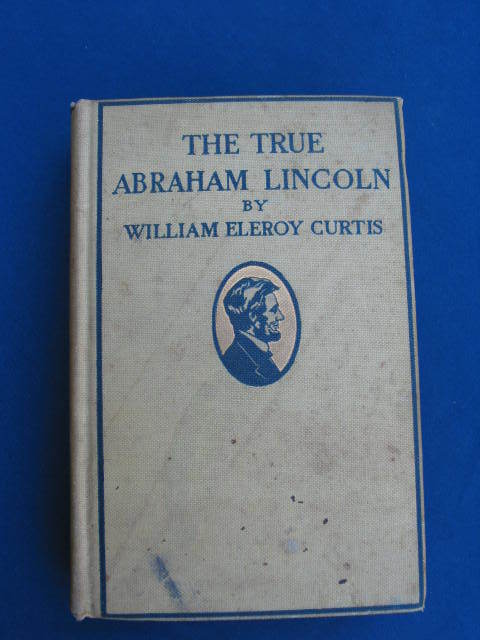 THE TRUE
ABRAHAM LINCOLN
BY
WILLIAM ELEROY CURTIS